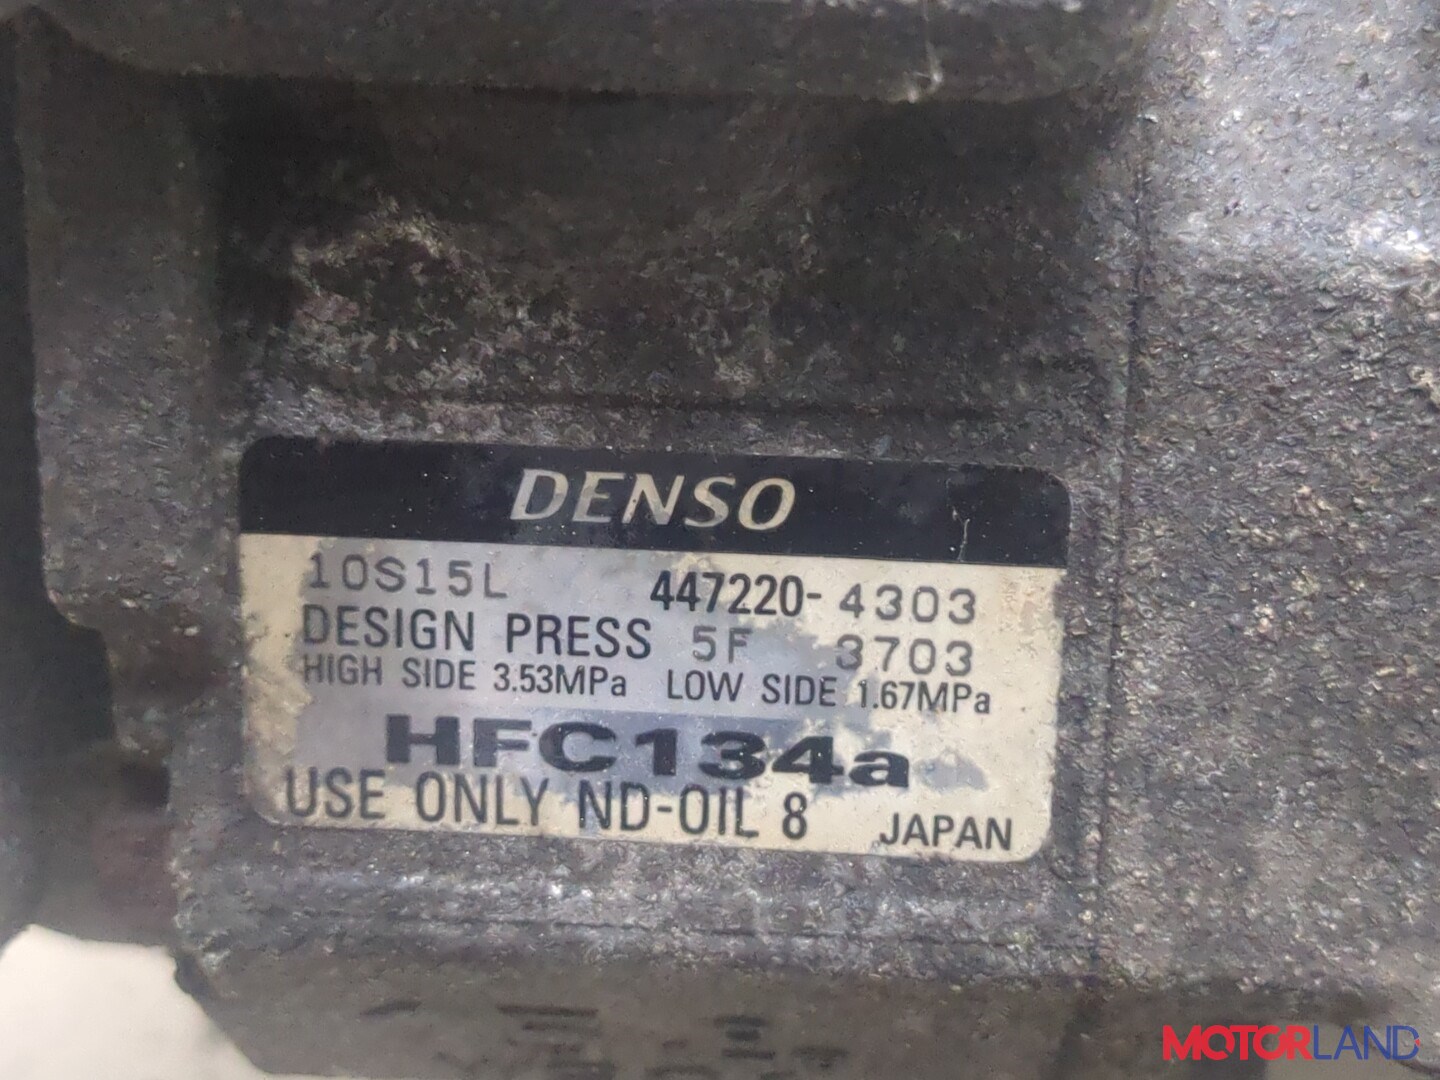 DENSO
10S15L 447220-4303
DESIGN PRESS 5F 3703
HIGH SIDE 3.53MPa LOW SIDE 1.67MPa
HFC134a
USE ONLY ND-OIL 8 JAPAN
MOTORLAND